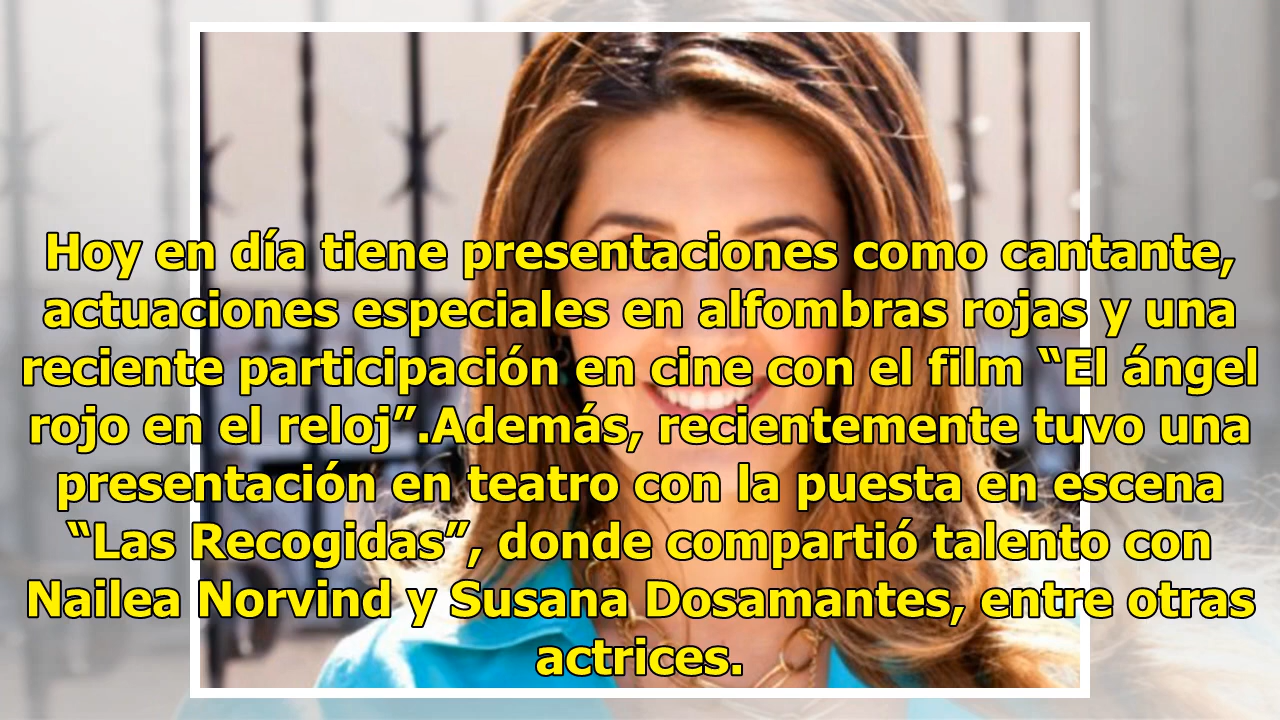 Hoy en día tiene presentaciones como cantante,
actuaciones especiales en alfombras rojas y una
reciente participación en cine con el film “El ángel
rojo en el reloj”.Además, recientemente tuvo una
presentación en teatro con la puesta en escena
“Las Recogidas”, donde compartió talento con
Nailea Norvind y Susana Dosamantes, entre otras
actrices.